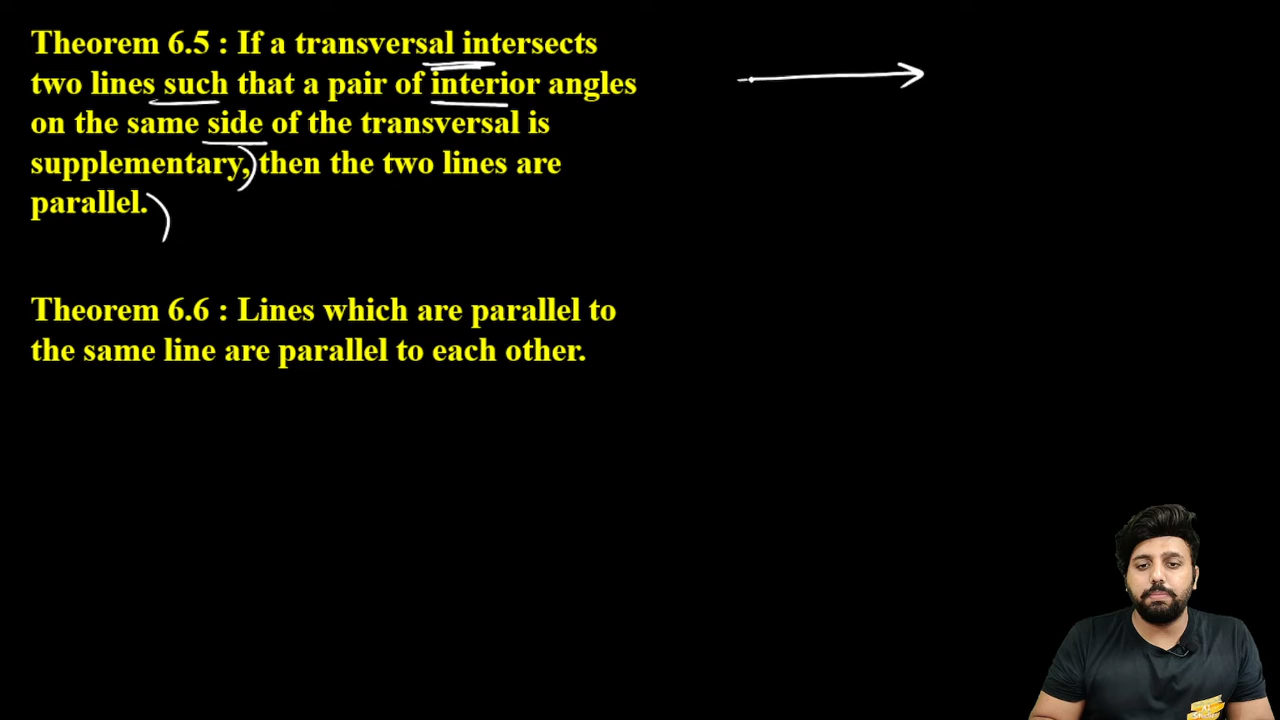 Theorem 6.5 : If a transversal intersects
two lines such that a pair of interior angles
on the same side of the transversal is
supplementary, then the two lines are
parallel.
Theorem 6.6 : Lines which are parallel to
the same line are parallel to each other.